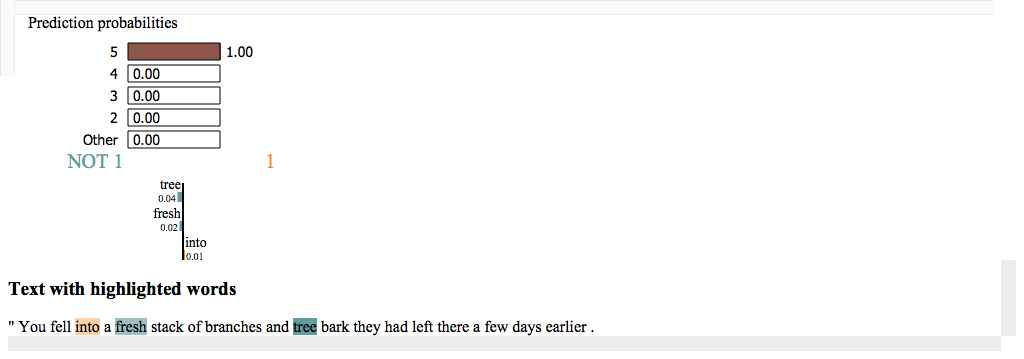 Prediction probabilities
5 1.00
4 0.00
3 0.00
2 0.00
Other 0.00
NOT 1 1
tree
0.04
fresh
0.02
into
0.01
Text with highlighted words
" You fell into a fresh stack of branches and tree bark they had left there a few days earlier .